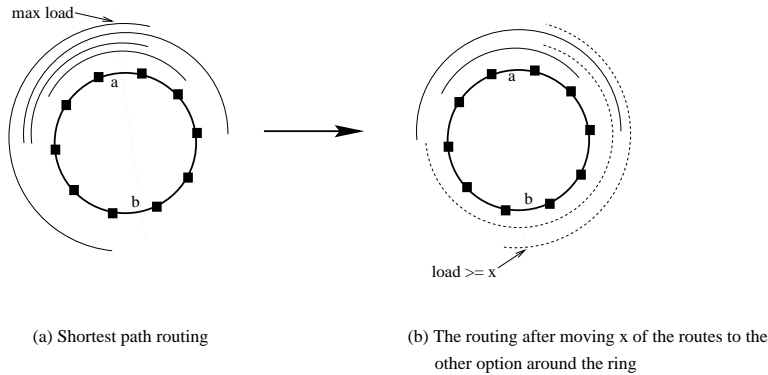 max load
a
b
a
b
load >= x
(a) Shortest path routing
(b) The routing after moving x of the routes to the
other option around the ring